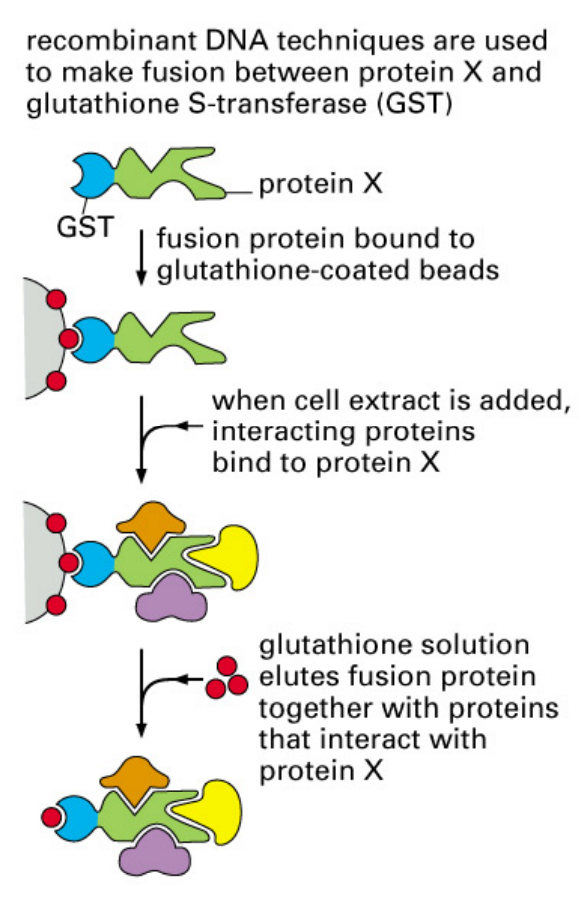 recombinant DNA techniques are used
to make fusion between protein X and
glutathione S-transferase (GST)
protein X
GST
fusion protein bound to
glutathione-coated beads
when cell extract is added,
interacting proteins
bind to protein X
glutathione solution
elutes fusion protein
together with proteins
that interact with
protein X